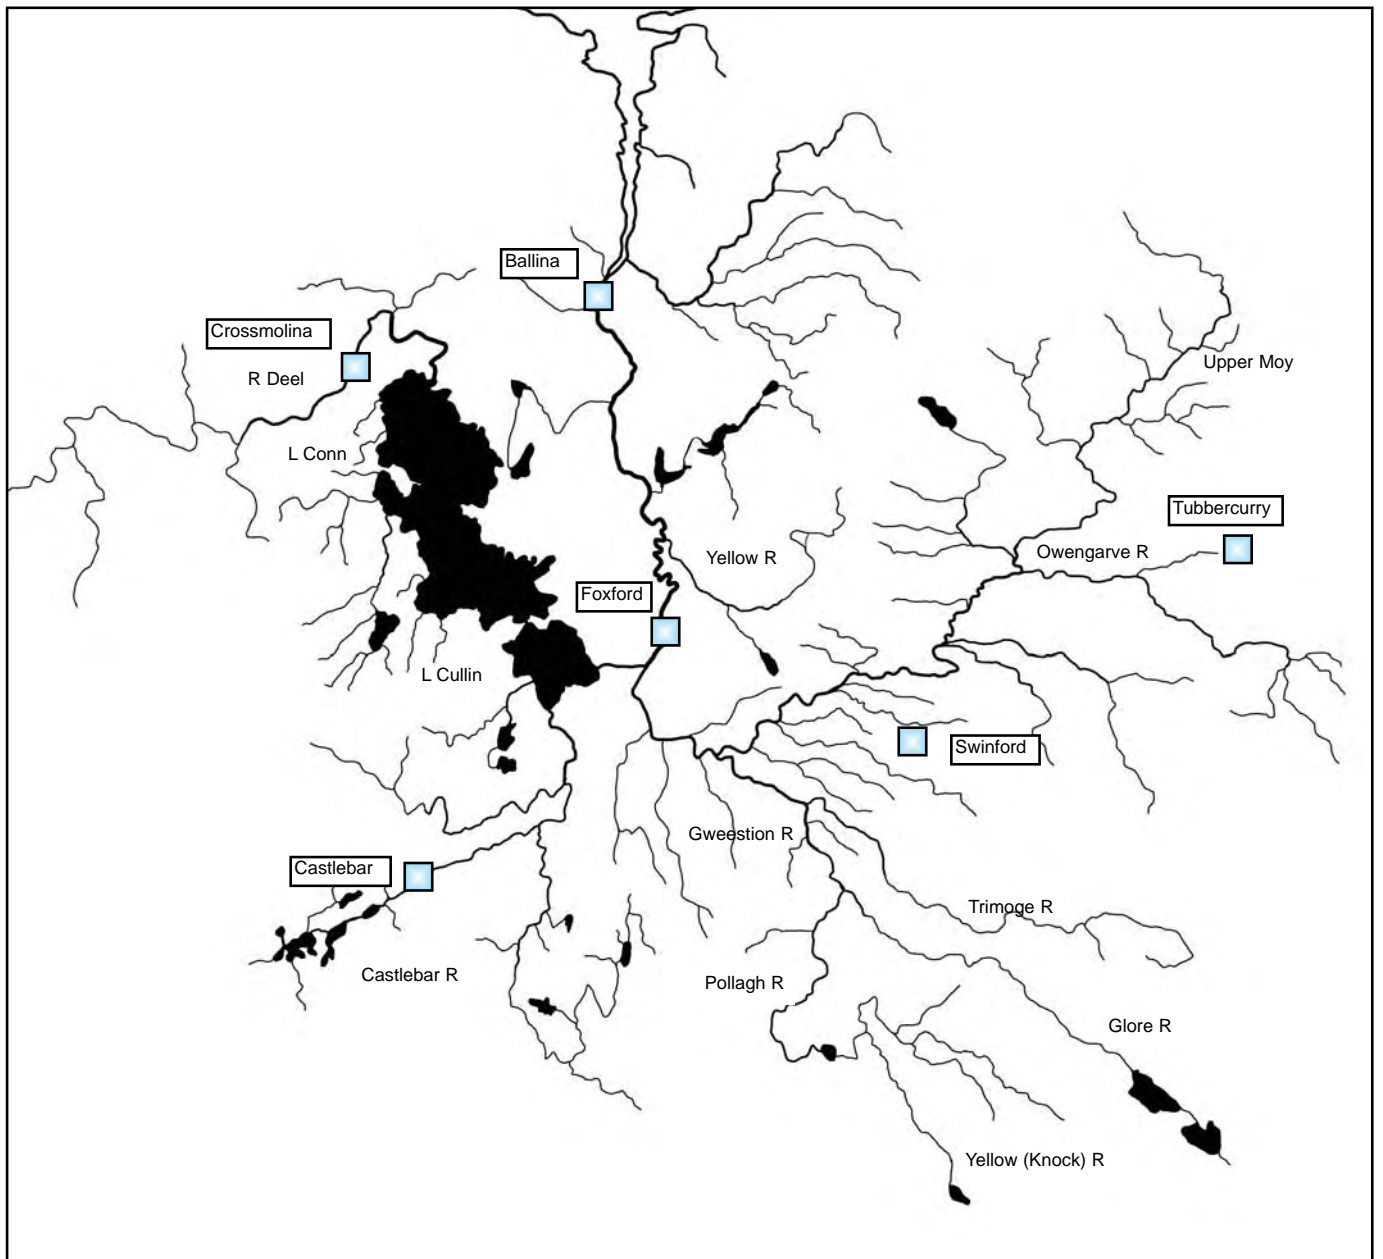 Ballina
Crossmolina
R Deel
Upper Moy
L Conn
Tubbercurry
Owengarve R
Yellow R
Foxford
L Cullin
Swinford
Gweestion R
Castlebar
Trimoge R
Castlebar R
Pollagh R
Glore R
Yellow (Knock) R